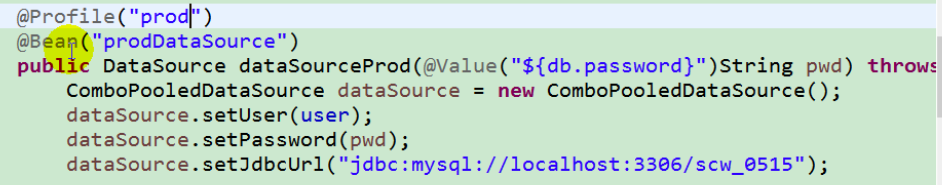 @Profile("prod")
@Bean("prodDataSource")
public DataSource dataSourceProd(@Value("${db.password}")String pwd) throws
ComboPooledDataSource dataSource = new ComboPooledDataSource();
dataSource.setUser(user);
dataSource.setPassword(pwd);
dataSource.setJdbcUrl("jdbc:mysql://localhost:3306/scw_0515");